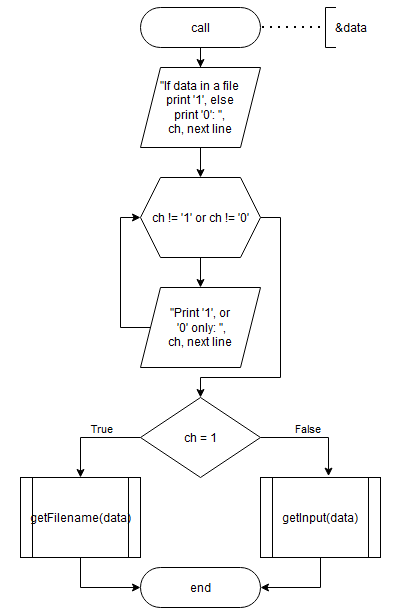 call
&data
"If data in a file
print '1', else
print '0': ",
ch, next line
ch != '1' or ch != '0'
"Print '1', or
'0' only: ",
ch, next line
ch = 1
True
False
getFilename(data)
getInput(data)
end